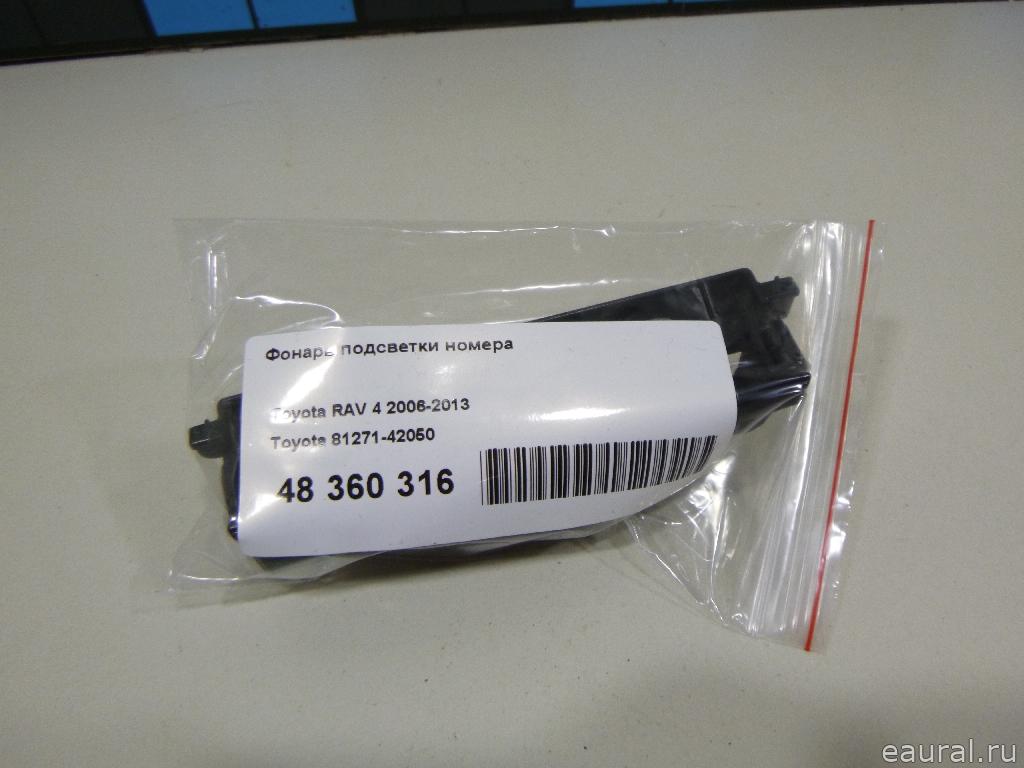 Фонарь подсветки номера
Toyota RAV 4 2006-2013
Toyota 81271-42050
48 360 316
eaural.ru